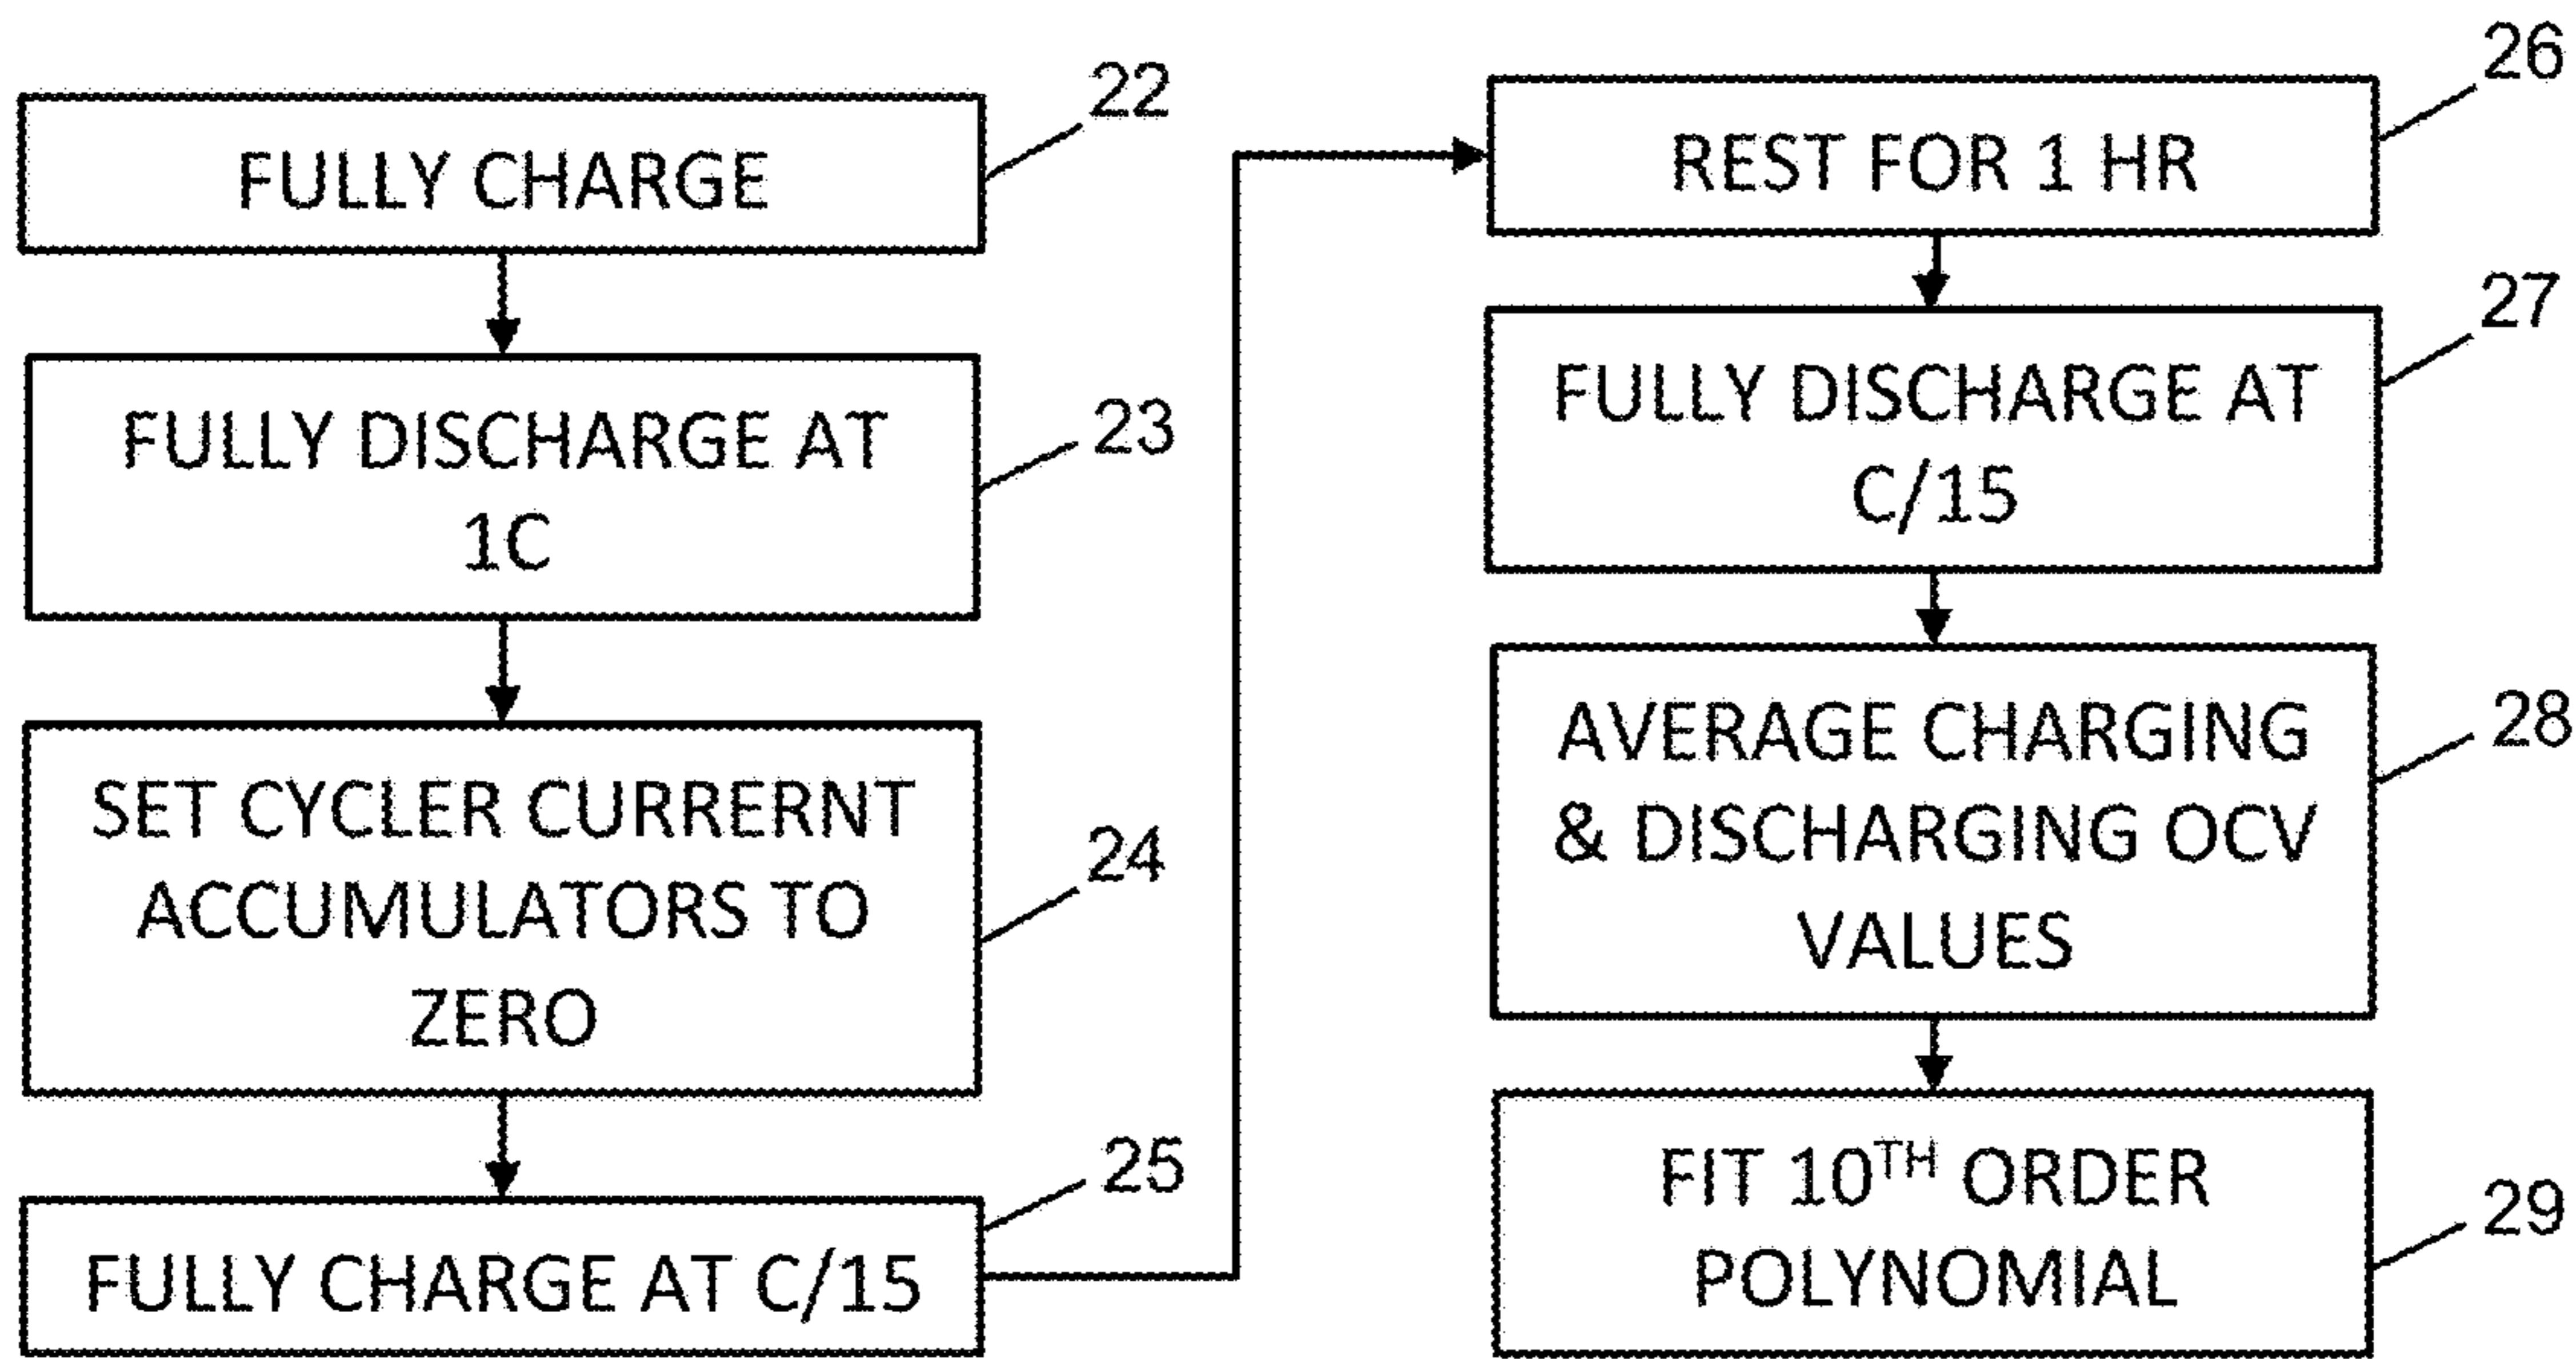 FULLY CHARGE
22
FULLY DISCHARGE AT
1C
23
SET CYCLER CURRERNT
ACCUMULATORS TO
ZERO
24
FULLY CHARGE AT C/15
25
REST FOR 1 HR
26
FULLY DISCHARGE AT
C/15
27
AVERAGE CHARGING
& DISCHARGING OCV
VALUES
28
FIT 10TH ORDER
POLYNOMIAL
29